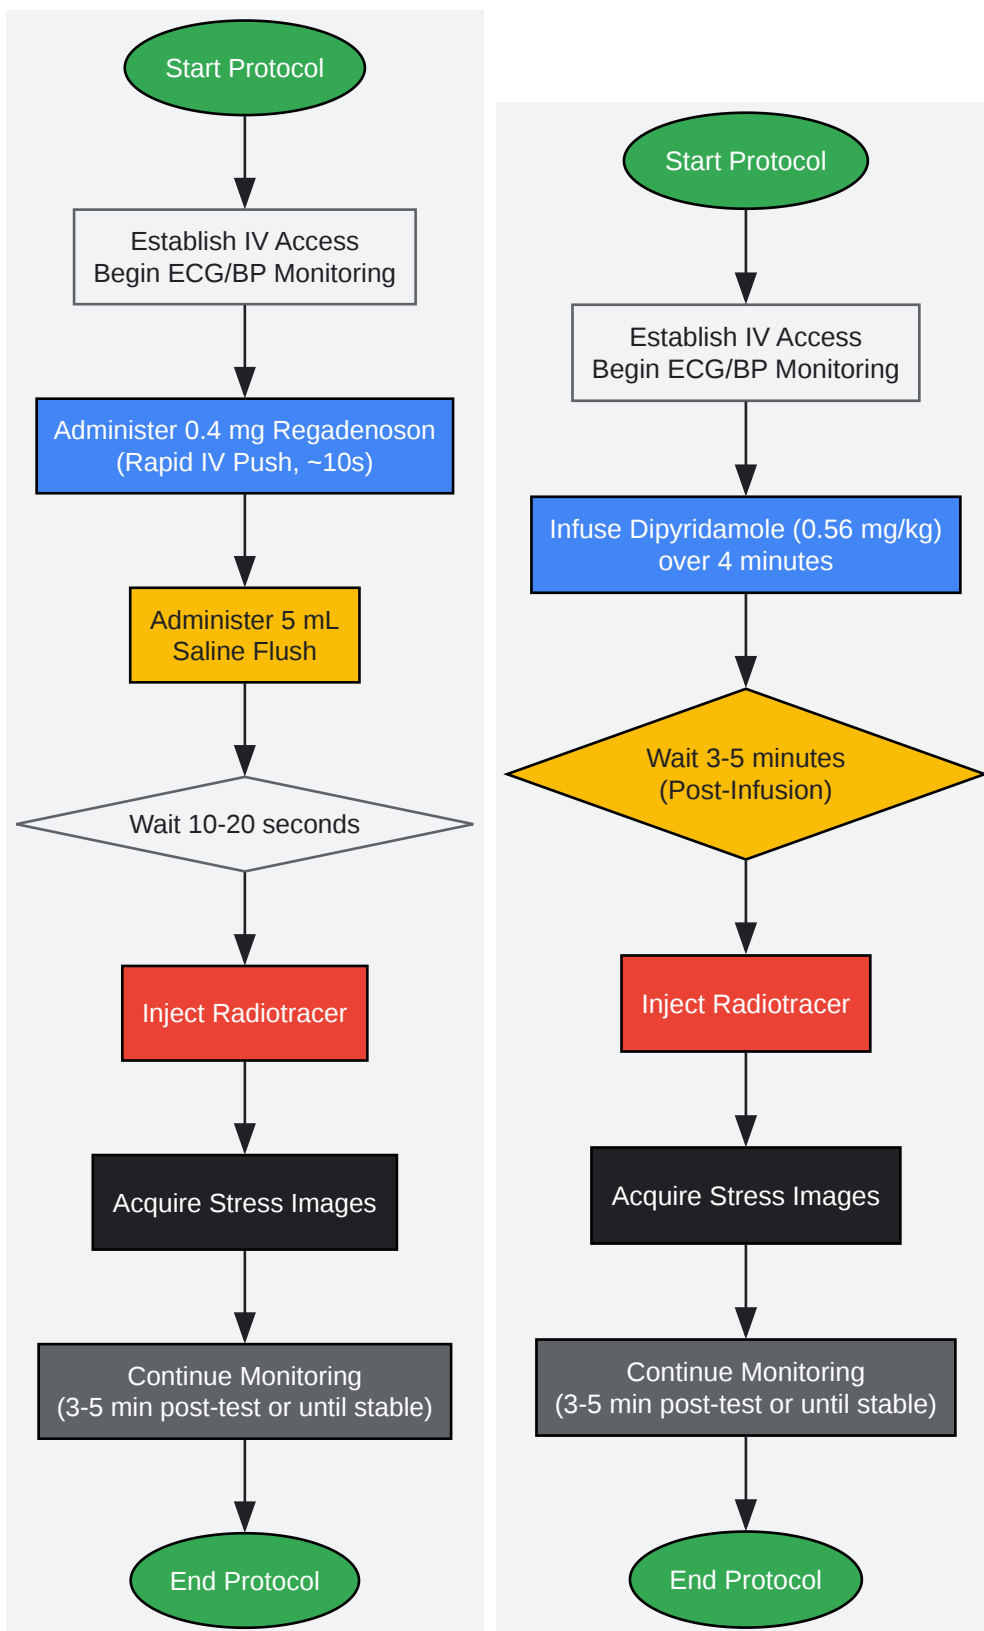 Start Protocol
Establish IV Access
Begin ECG/BP Monitoring
Administer 0.4 mg Regadenoson
(Rapid IV Push, ~10s)
Administer 5 mL
Saline Flush
Wait 10-20 seconds
Inject Radiotracer
Acquire Stress Images
Continue Monitoring
(3-5 min post-test or until stable)
End Protocol
Start Protocol
Establish IV Access
Begin ECG/BP Monitoring
Infuse Dipyridamole (0.56 mg/kg)
over 4 minutes
Wait 3-5 minutes
(Post-Infusion)
Inject Radiotracer
Acquire Stress Images
Continue Monitoring
(3-5 min post-test or until stable)
End Protocol